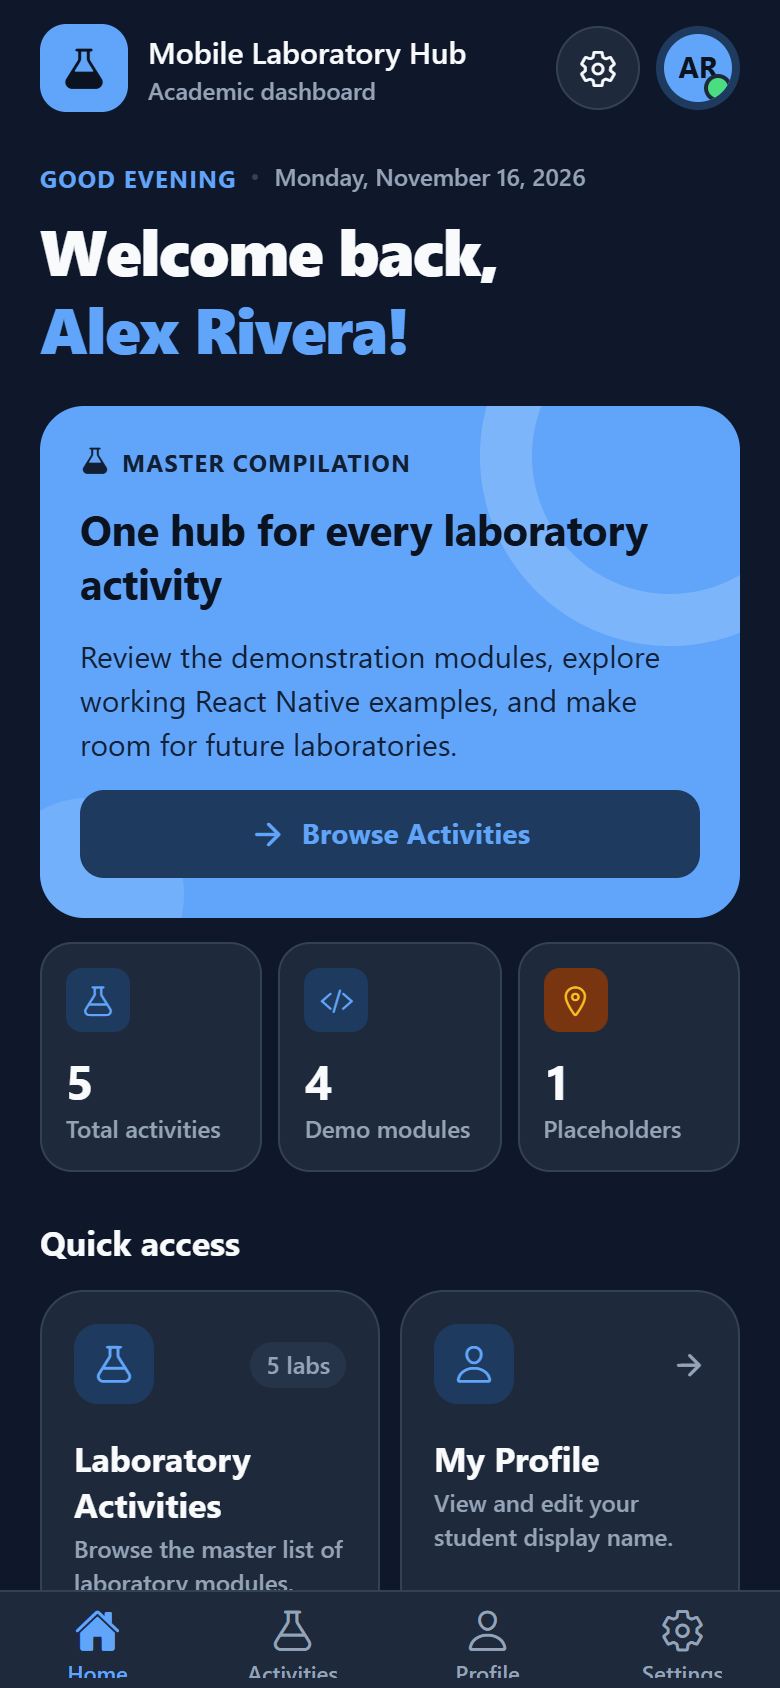 Mobile Laboratory Hub
Academic dashboard
AR
GOOD EVENING • Monday, November 16, 2026
Welcome back,
Alex Rivera!
MASTER COMPILATION
One hub for every laboratory
activity
Review the demonstration modules, explore
working React Native examples, and make
room for future laboratories.
Browse Activities
5
Total activities
4
Demo modules
1
Placeholders
Quick access
5 labs
Laboratory
Activities
Browse the master list of
laboratory modules.
My Profile
View and edit your
student display name.
Home
Activities
Profile
Settings